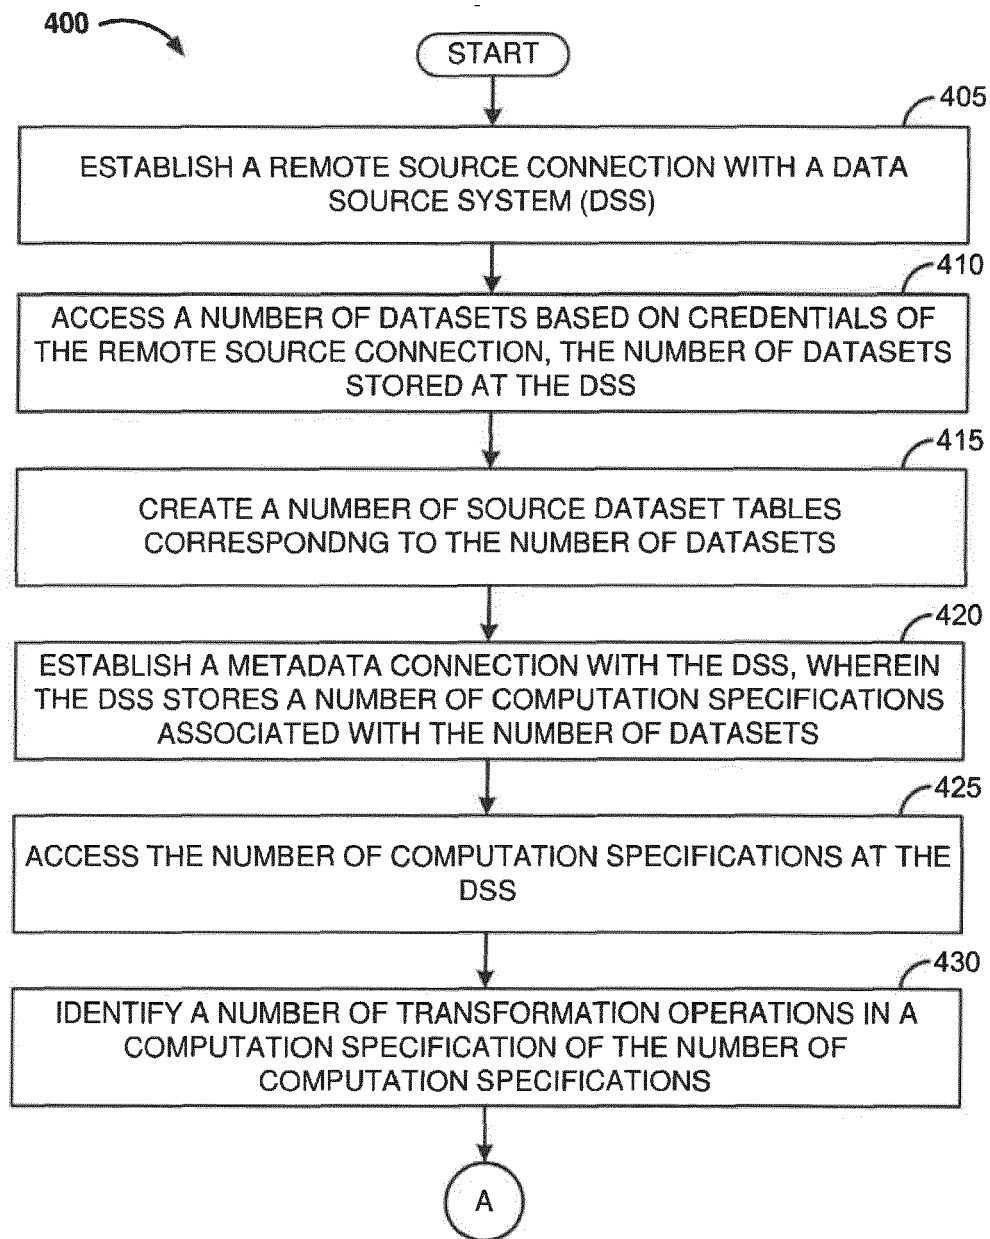 400
START
405
ESTABLISH A REMOTE SOURCE CONNECTION WITH A DATA
SOURCE SYSTEM (DSS)
410
ACCESS A NUMBER OF DATASETS BASED ON CREDENTIALS OF
THE REMOTE SOURCE CONNECTION, THE NUMBER OF DATASETS
STORED AT THE DSS
415
CREATE A NUMBER OF SOURCE DATASET TABLES
CORRESPONDNG TO THE NUMBER OF DATASETS
420
ESTABLISH A METADATA CONNECTION WITH THE DSS, WHEREIN
THE DSS STORES A NUMBER OF COMPUTATION SPECIFICATIONS
ASSOCIATED WITH THE NUMBER OF DATASETS
425
ACCESS THE NUMBER OF COMPUTATION SPECIFICATIONS AT THE
DSS
430
IDENTIFY A NUMBER OF TRANSFORMATION OPERATIONS IN A
COMPUTATION SPECIFICATION OF THE NUMBER OF
COMPUTATION SPECIFICATIONS
A